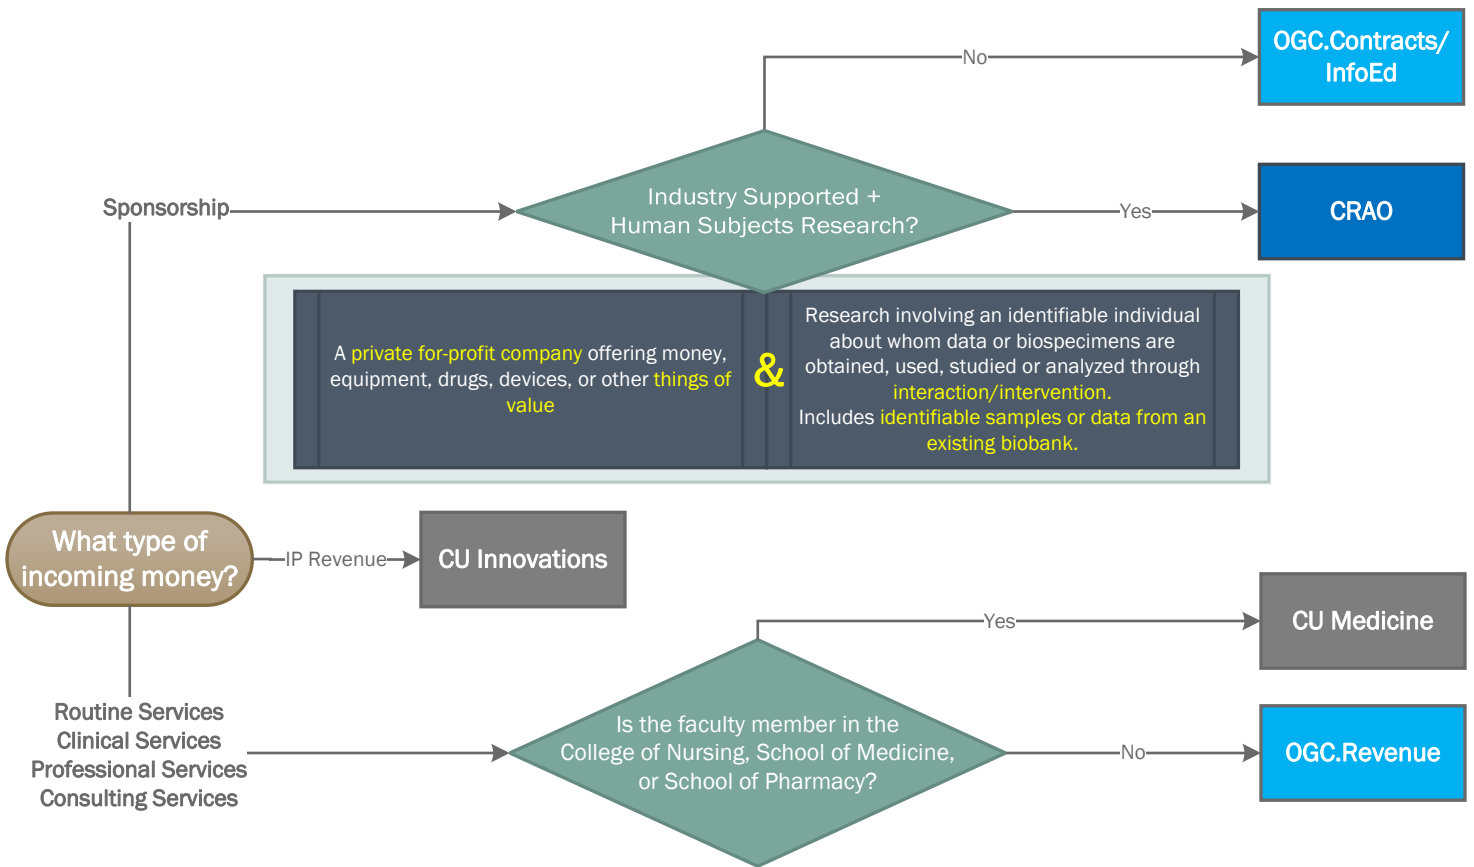 No
OGC.Contracts/
InfoEd
Sponsorship
Industry Supported +
Human Subjects Research?
Yes
CRAO
A private for-profit company offering money,
equipment, drugs, devices, or other things of
value
&
Research involving an identifiable individual
about whom data or biospecimens are
obtained, used, studied or analyzed through
interaction/intervention.
Includes identifiable samples or data from an
existing biobank.
What type of
incoming money?
IP Revenue
CU Innovations
Yes
CU Medicine
Routine Services
Clinical Services
Professional Services
Consulting Services
Is the faculty member in the
College of Nursing, School of Medicine,
or School of Pharmacy?
No
OGC.Revenue